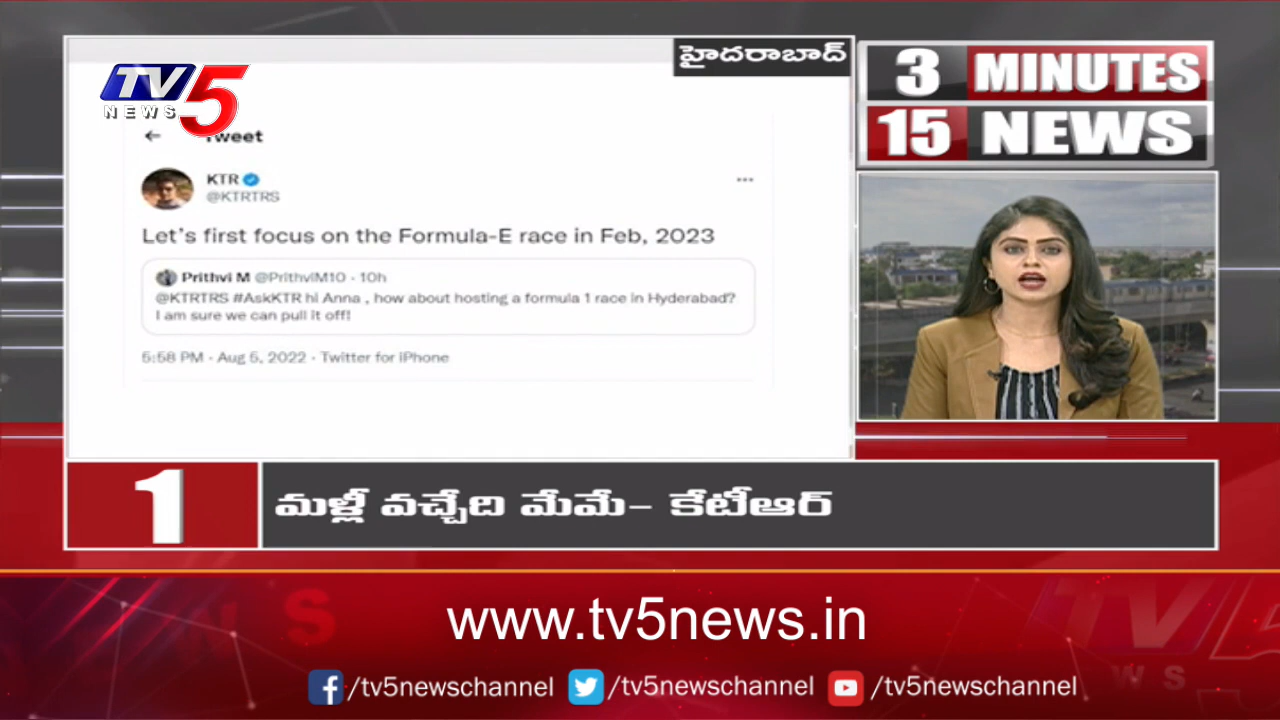 TV5
NEWS
హైదరాబాద్
3 MINUTES
15 NEWS
Tweet
KTR
@KTRTRS
Let's first focus on the Formula-E race in Feb, 2023
Prithvi M @PrithviM10 · 10h
@KTRTRS #AskKTR hi Anna , how about hosting a formula 1 race in Hyderabad?
I am sure we can pull it off!
5:58 PM · Aug 5, 2022 · Twitter for iPhone
1
మళ్లీ వచ్చేది మేమే- కేటీఆర్
www.tv5news.in
/tv5newschannel /tv5newschannel /tv5newschannel